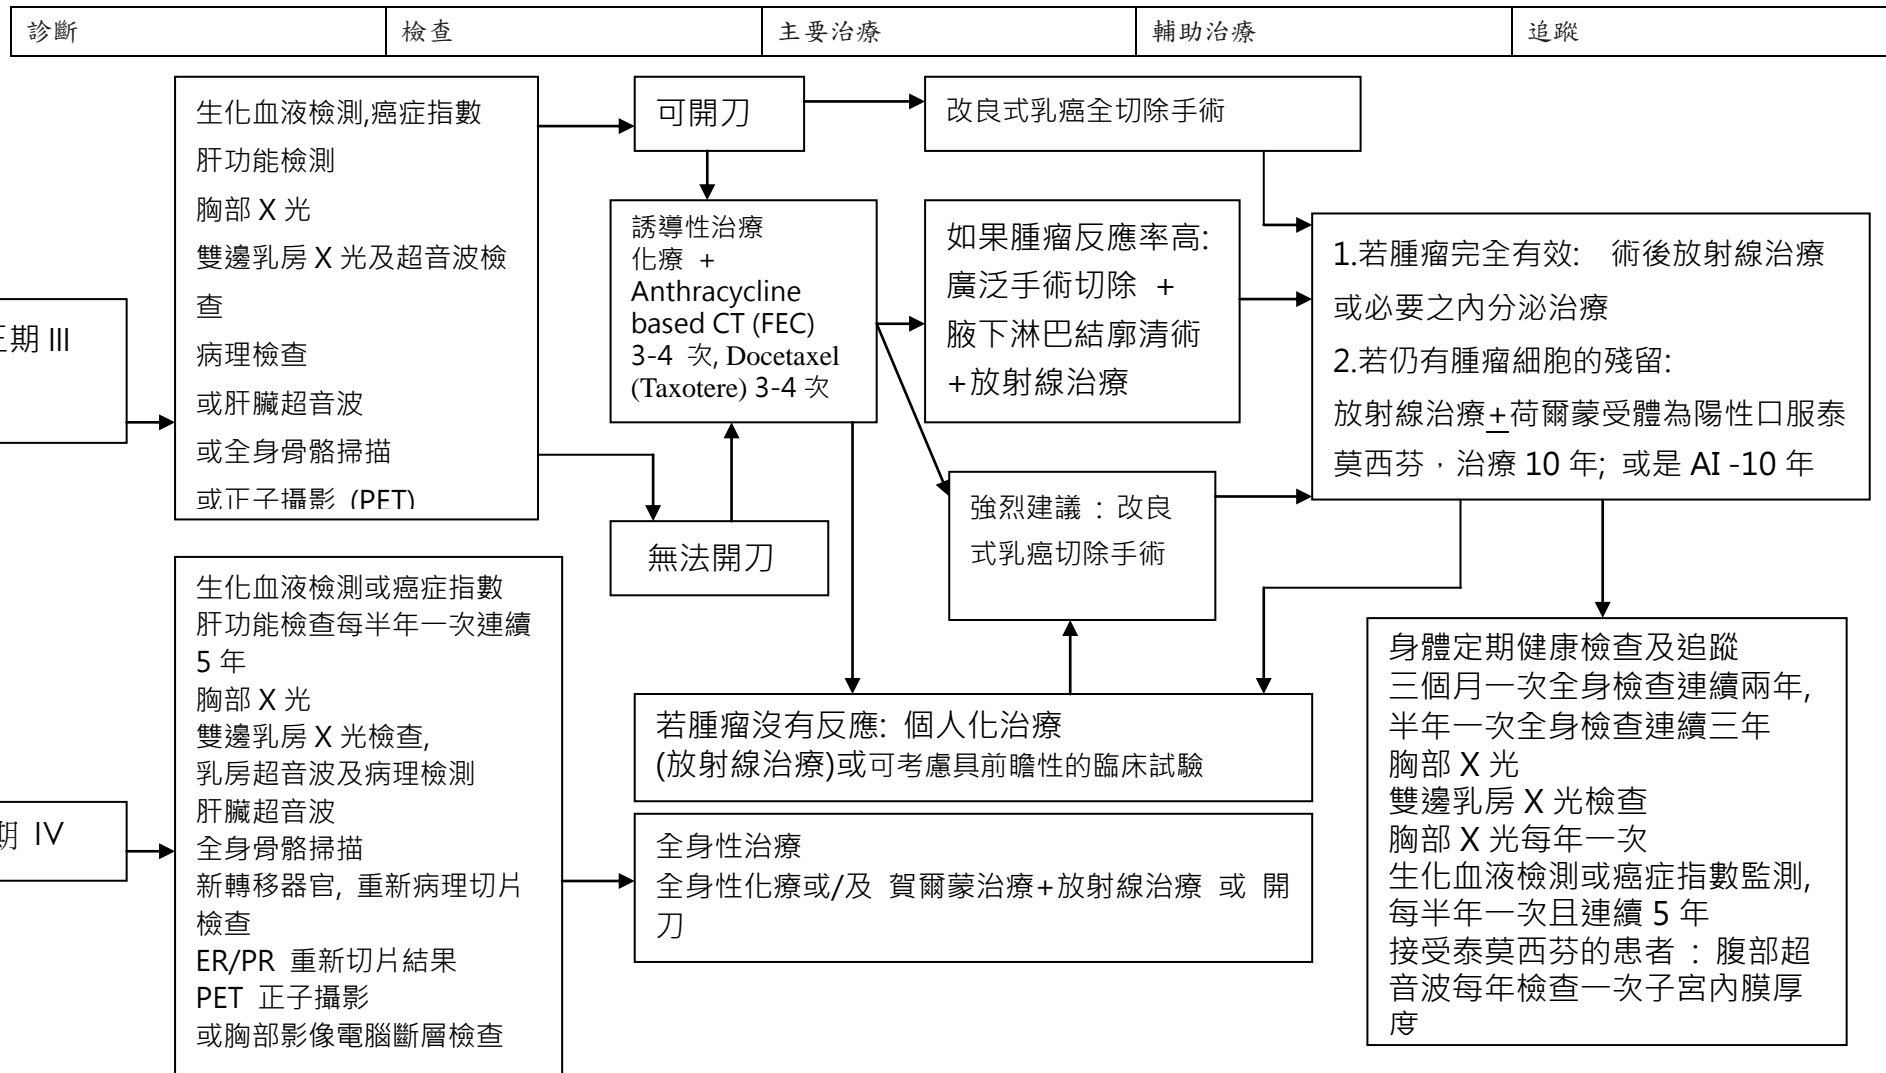 診斷
檢查
主要治療
輔助治療
追蹤
期 III
生化血液檢測,癌症指數
肝功能檢測
胸部 X 光
雙邊乳房 X 光及超音波檢
查
病理檢查
或肝臟超音波
或全身骨骼掃描
或正子攝影 (PET)
可開刀
改良式乳癌全切除手術
誘導性治療
化療 +
Anthracycline
based CT (FEC)
3-4 次, Docetaxel
(Taxotere) 3-4 次
如果腫瘤反應率高:
廣泛手術切除 +
腋下淋巴結廓清術
+放射線治療
1.若腫瘤完全有效: 術後放射線治療
或必要之內分泌治療
2.若仍有腫瘤細胞的殘留:
放射線治療+荷爾蒙受體為陽性口服泰
莫西芬，治療 10 年; 或是 AI -10 年
無法開刀
強烈建議：改良
式乳癌切除手術
若腫瘤沒有反應: 個人化治療
(放射線治療)或可考慮具前瞻性的臨床試驗
身體定期健康檢查及追蹤
三個月一次全身檢查連續兩年,
半年一次全身檢查連續三年
胸部 X 光
雙邊乳房 X 光檢查
胸部 X 光每年一次
生化血液檢測或癌症指數監測,
每半年一次且連續 5 年
接受泰莫西芬的患者：腹部超
音波每年檢查一次子宮內膜厚
度
期 IV
生化血液檢測或癌症指數
肝功能檢查每半年一次連續
5 年
胸部 X 光
雙邊乳房 X 光檢查,
乳房超音波及病理檢測
肝臟超音波
全身骨骼掃描
新轉移器官, 重新病理切片
檢查
ER/PR 重新切片結果
PET 正子攝影
或胸部影像電腦斷層檢查
全身性治療
全身性化療或/及 賀爾蒙治療+放射線治療 或 開
刀